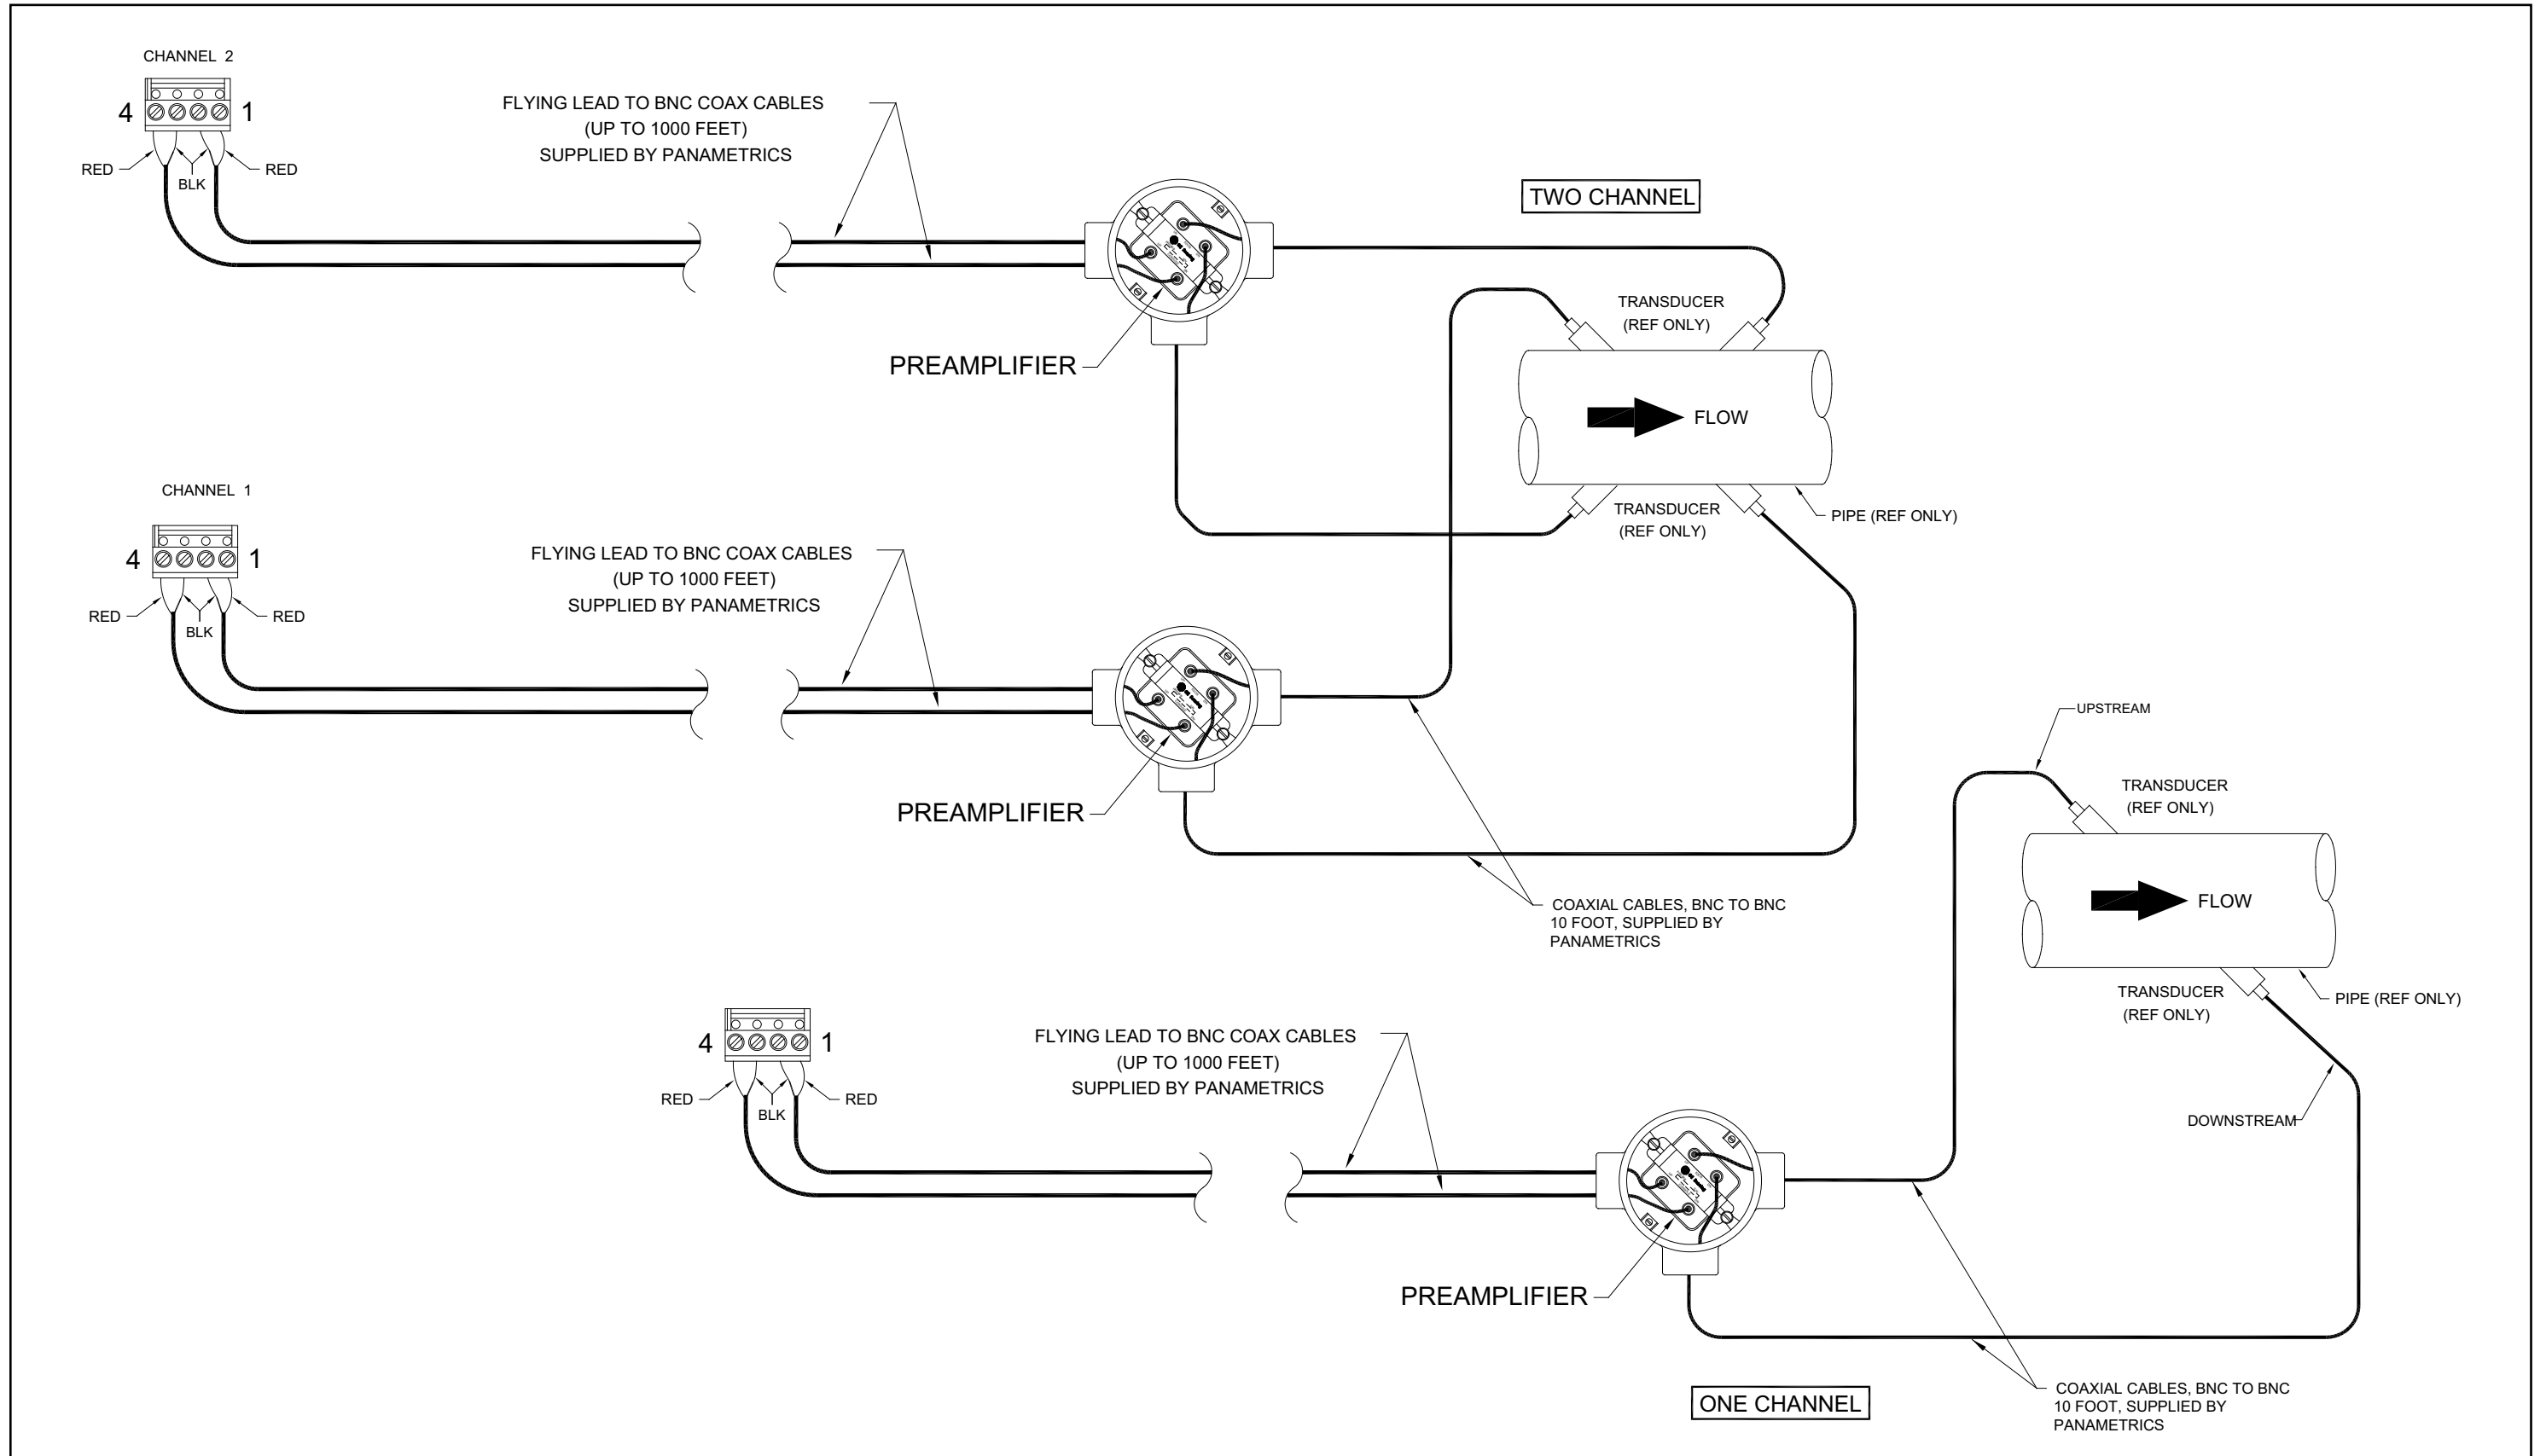 CHANNEL 2
4
1
RED
BLK
RED
FLYING LEAD TO BNC COAX CABLES
(UP TO 1000 FEET)
SUPPLIED BY PANAMETRICS
PREAMPLIFIER
TWO CHANNEL
TRANSDUCER
(REF ONLY)
FLOW
TRANSDUCER
(REF ONLY)
PIPE (REF ONLY)
CHANNEL 1
4
1
RED
BLK
RED
FLYING LEAD TO BNC COAX CABLES
(UP TO 1000 FEET)
SUPPLIED BY PANAMETRICS
PREAMPLIFIER
COAXIAL CABLES, BNC TO BNC
10 FOOT, SUPPLIED BY
PANAMETRICS
UPSTREAM
TRANSDUCER
(REF ONLY)
FLOW
TRANSDUCER
(REF ONLY)
PIPE (REF ONLY)
DOWNSTREAM
4
1
RED
BLK
RED
FLYING LEAD TO BNC COAX CABLES
(UP TO 1000 FEET)
SUPPLIED BY PANAMETRICS
PREAMPLIFIER
ONE CHANNEL
COAXIAL CABLES, BNC TO BNC
10 FOOT, SUPPLIED BY
PANAMETRICS